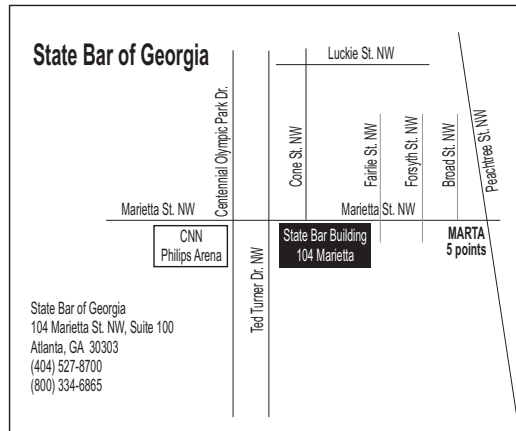 State Bar of Georgia
Luckie St. NW
Centennial Olympic Park Dr.
Cone St. NW
Fairlie St. NW
Forsyth St. NW
Broad St. NW
Peachtree St. NW
Marietta St. NW
Marietta St. NW
CNN
Philips Arena
State Bar Building
104 Marietta
MARTA
5 points
Ted Turner Dr. NW
State Bar of Georgia
104 Marietta St. NW, Suite 100
Atlanta, GA  30303
(404) 527-8700
(800) 334-6865